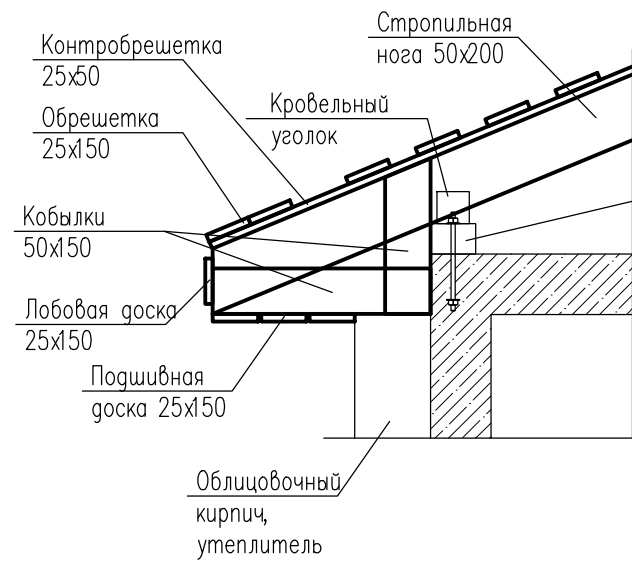 Стропильная
нога 50х200
Контробрешетка
25х50
Кровельный
уголок
Обрешетка
25х150
Кобылки
50х150
Лобовая доска
25х150
Подшивная
доска 25х150
Облицовочный
кирпич,
утеплитель